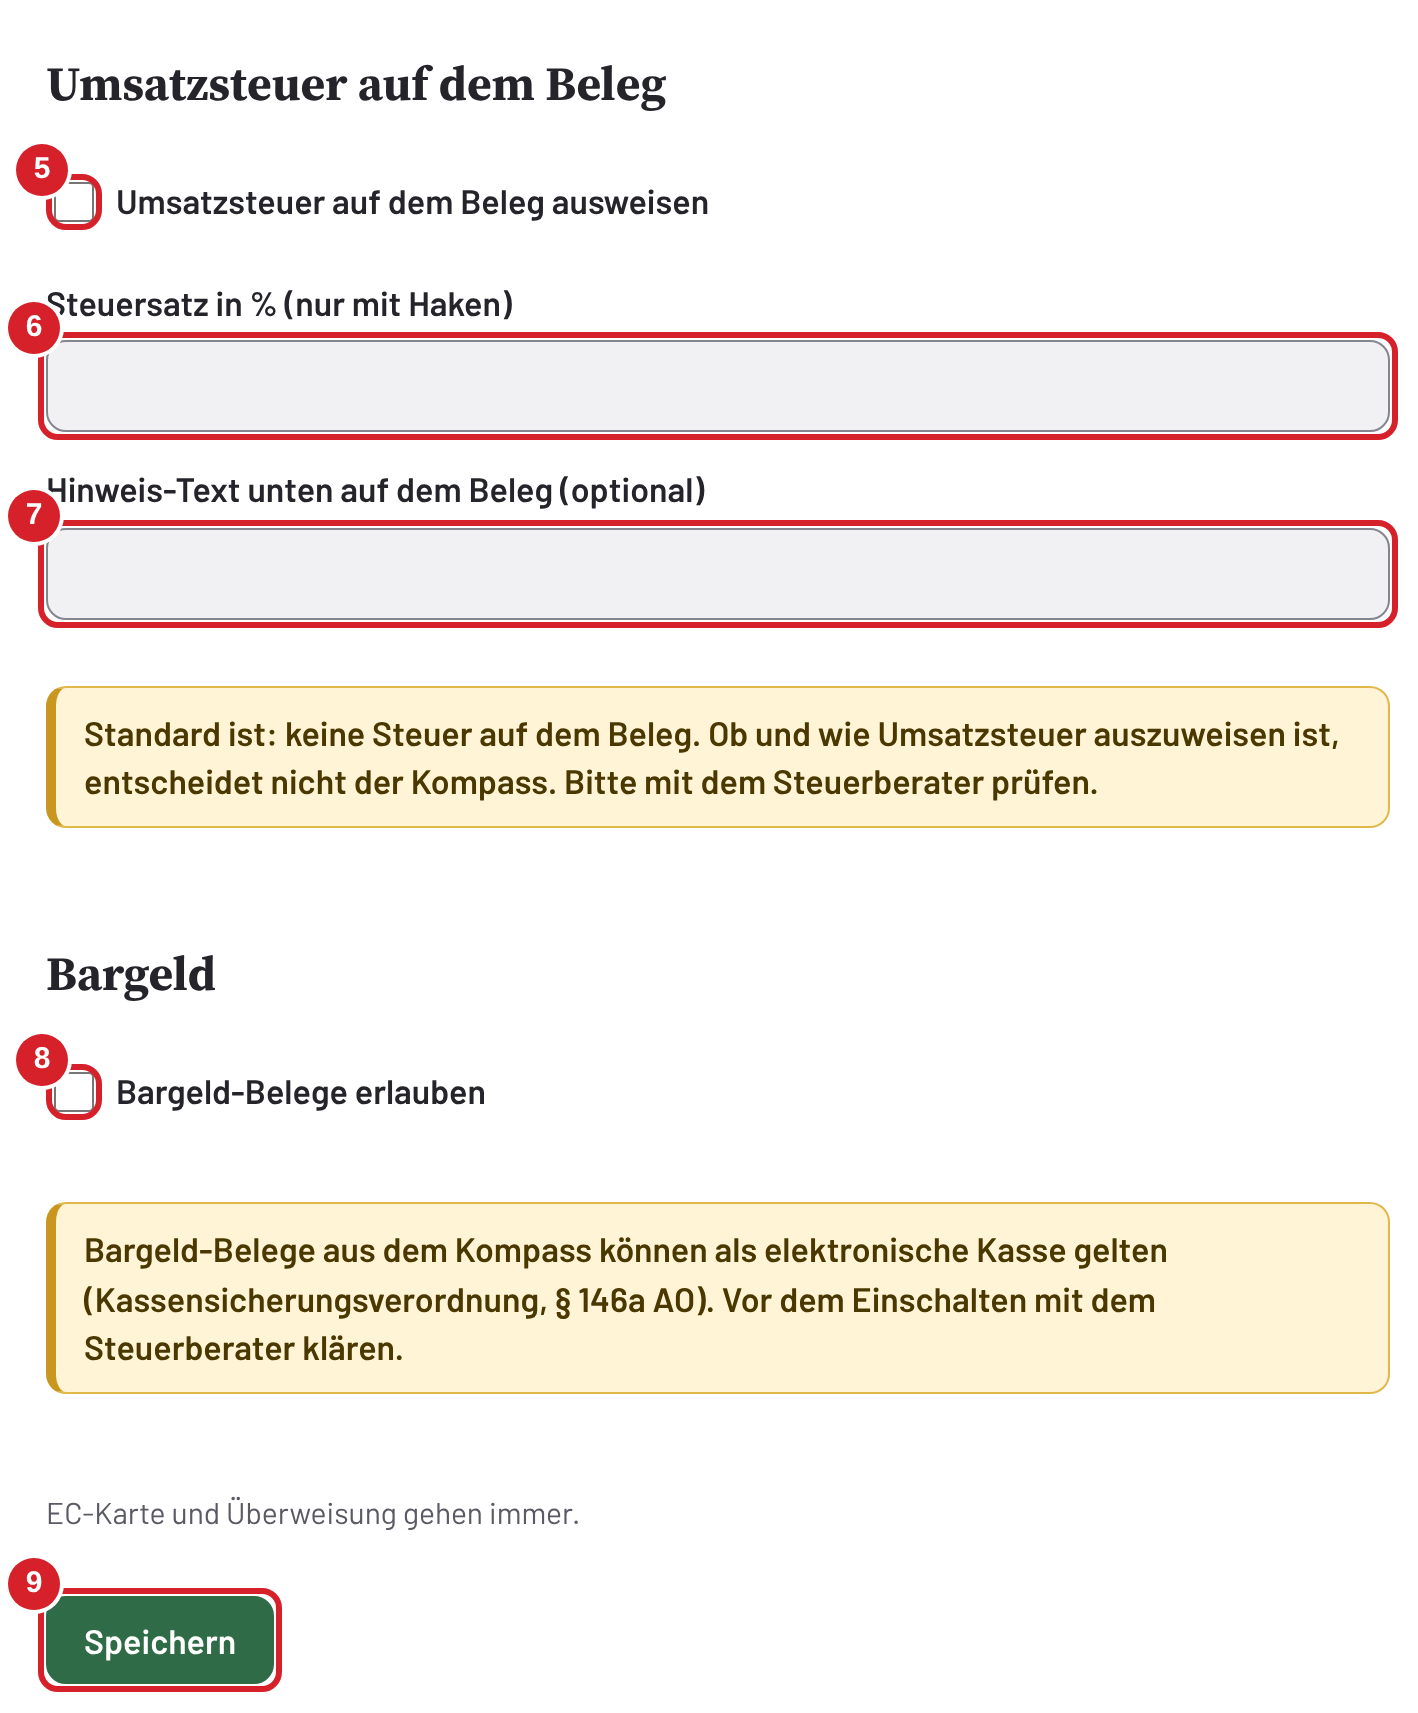 Umsatzsteuer auf dem Beleg
5
Umsatzsteuer auf dem Beleg ausweisen
Steuersatz in % (nur mit Haken)
6
Hinweis-Text unten auf dem Beleg (optional)
7
Standard ist: keine Steuer auf dem Beleg. Ob und wie Umsatzsteuer auszuweisen ist,
entscheidet nicht der Kompass. Bitte mit dem Steuerberater prüfen.
Bargeld
8
Bargeld-Belege erlauben
Bargeld-Belege aus dem Kompass können als elektronische Kasse gelten
(Kassensicherungsverordnung, § 146a AO). Vor dem Einschalten mit dem
Steuerberater klären.
EC-Karte und Überweisung gehen immer.
9
Speichern